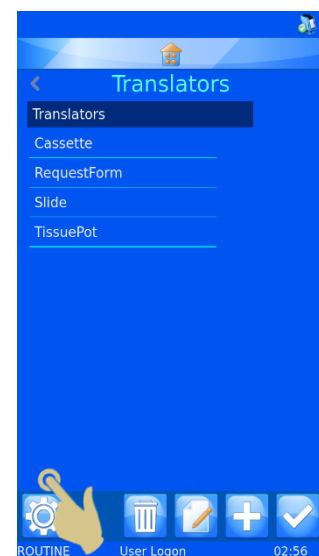 Translators
Translators
Cassette
RequestForm
Slide
TissuePot
ROUTINE User Logon 02:56